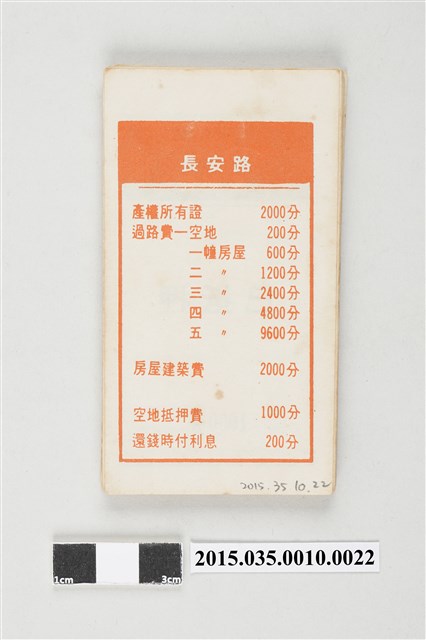 長安路
產權所有證 2000分
過路費一空地 200分
一幢房屋 600分
二 〃 1200分
三 〃 2400分
四 〃 4800分
五 〃 9600分
房屋建築費 2000分
空地抵押費 1000分
還錢時付利息 200分
2015.35 10.22
1cm 3cm
2015.035.0010.0022